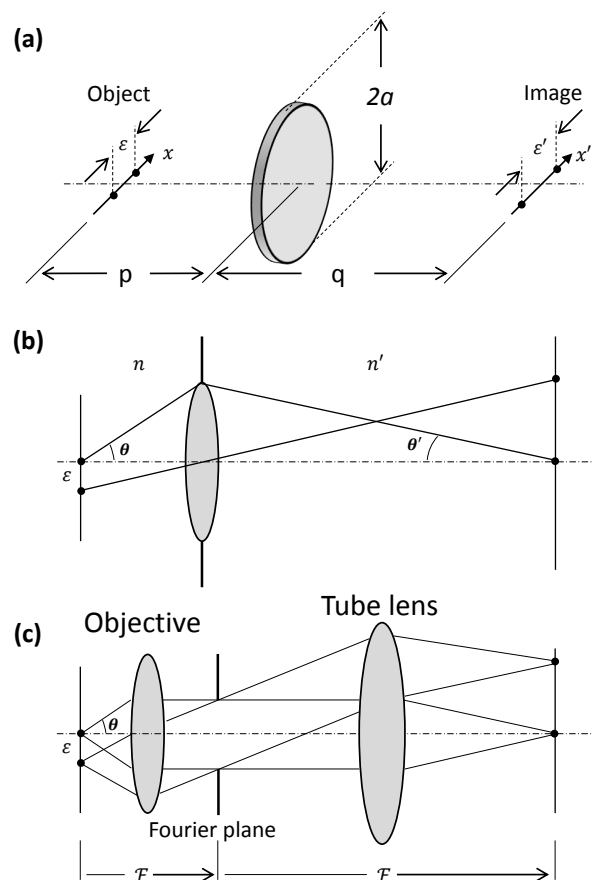 (a)
2a
Object
Image
ε
x
ε′
x′
p
q
(b)
n
n′
θ
θ′
ε
Tube lens
(c)
Objective
θ
ε
Fourier plane
ℱ
ℱ